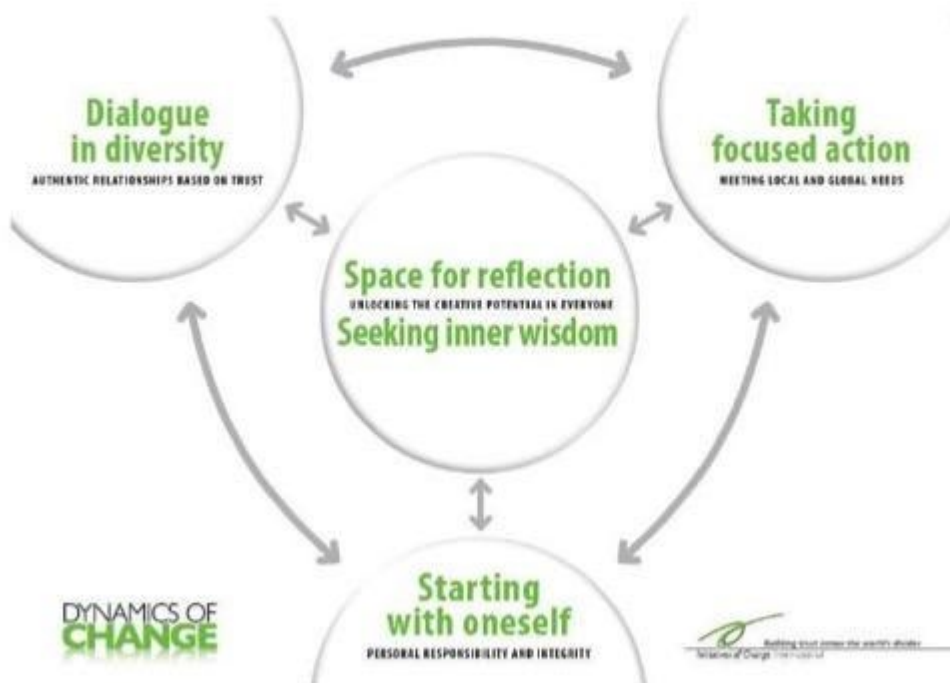 Dialogue
in diversity
AUTHENTIC RELATIONSHIPS BASED ON TRUST
Taking
focused action
MEETING LOCAL AND GLOBAL NEEDS
Space for reflection
UNLOCKING THE CREATIVE POTENTIAL IN EVERYONE
Seeking inner wisdom
Starting
with oneself
PERSONAL RESPONSIBILITY AND INTEGRITY
DYNAMICS OF
CHANGE
Building trust across the world's divides
Initiatives of Change International